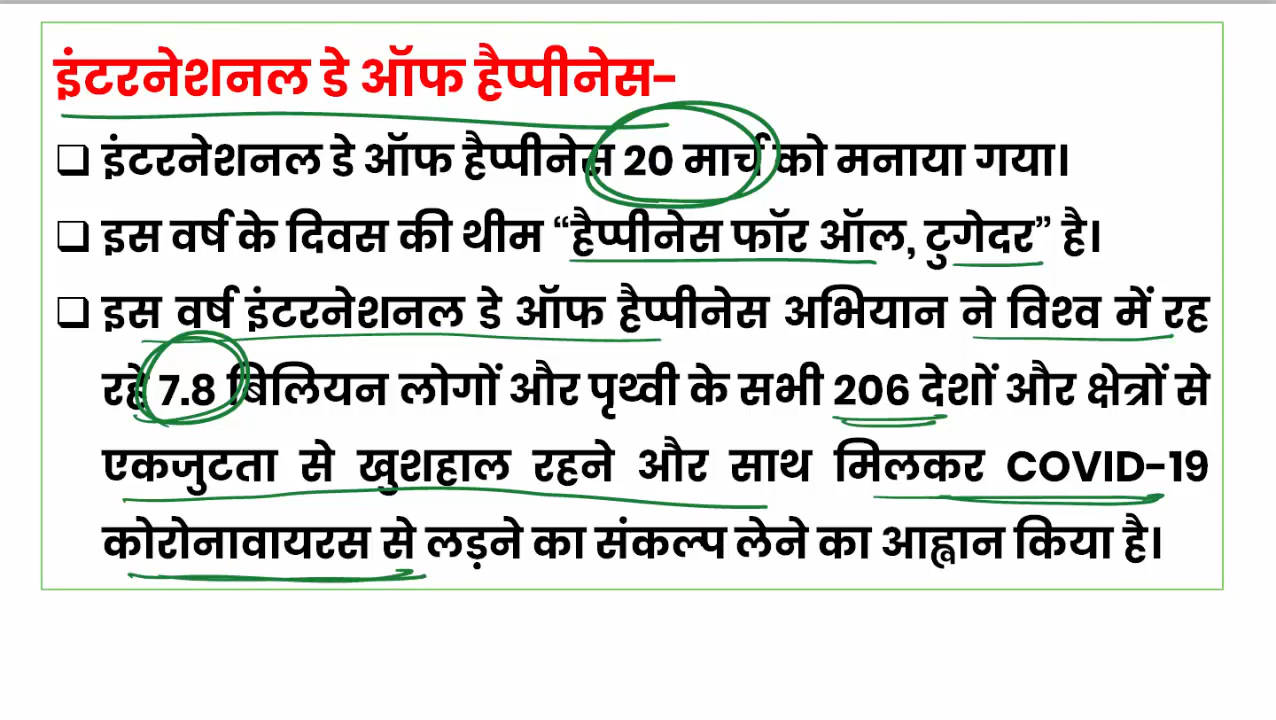 इंटरनेशनल डे ऑफ हैप्पीनेस-
❑ इंटरनेशनल डे ऑफ हैप्पीनेस 20 मार्च को मनाया गया।
❑ इस वर्ष के दिवस की थीम “हैप्पीनेस फॉर ऑल, टुगेदर” है।
❑ इस वर्ष इंटरनेशनल डे ऑफ हैप्पीनेस अभियान ने विश्व में रह
रहे 7.8 बिलियन लोगों और पृथ्वी के सभी 206 देशों और क्षेत्रों से
एकजुटता से खुशहाल रहने और साथ मिलकर COVID-19
कोरोनावायरस से लड़ने का संकल्प लेने का आह्वान किया है।